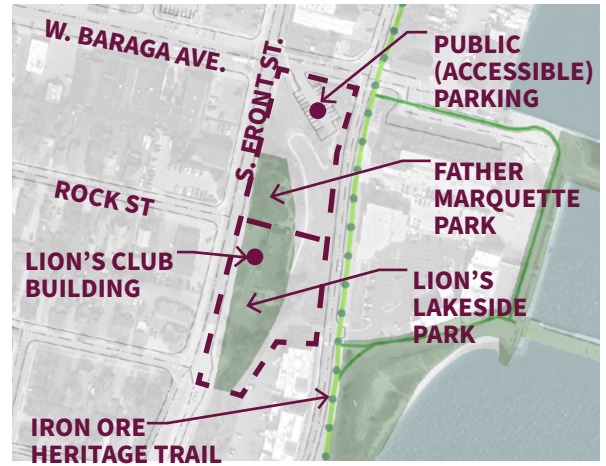 W. BARAGA AVE.
S. FRONT ST.
PUBLIC
(ACCESSIBLE)
PARKING
FATHER
MARQUETTE
PARK
ROCK ST
LION'S CLUB
BUILDING
LION'S
LAKESIDE
PARK
IRON ORE
HERITAGE TRAIL